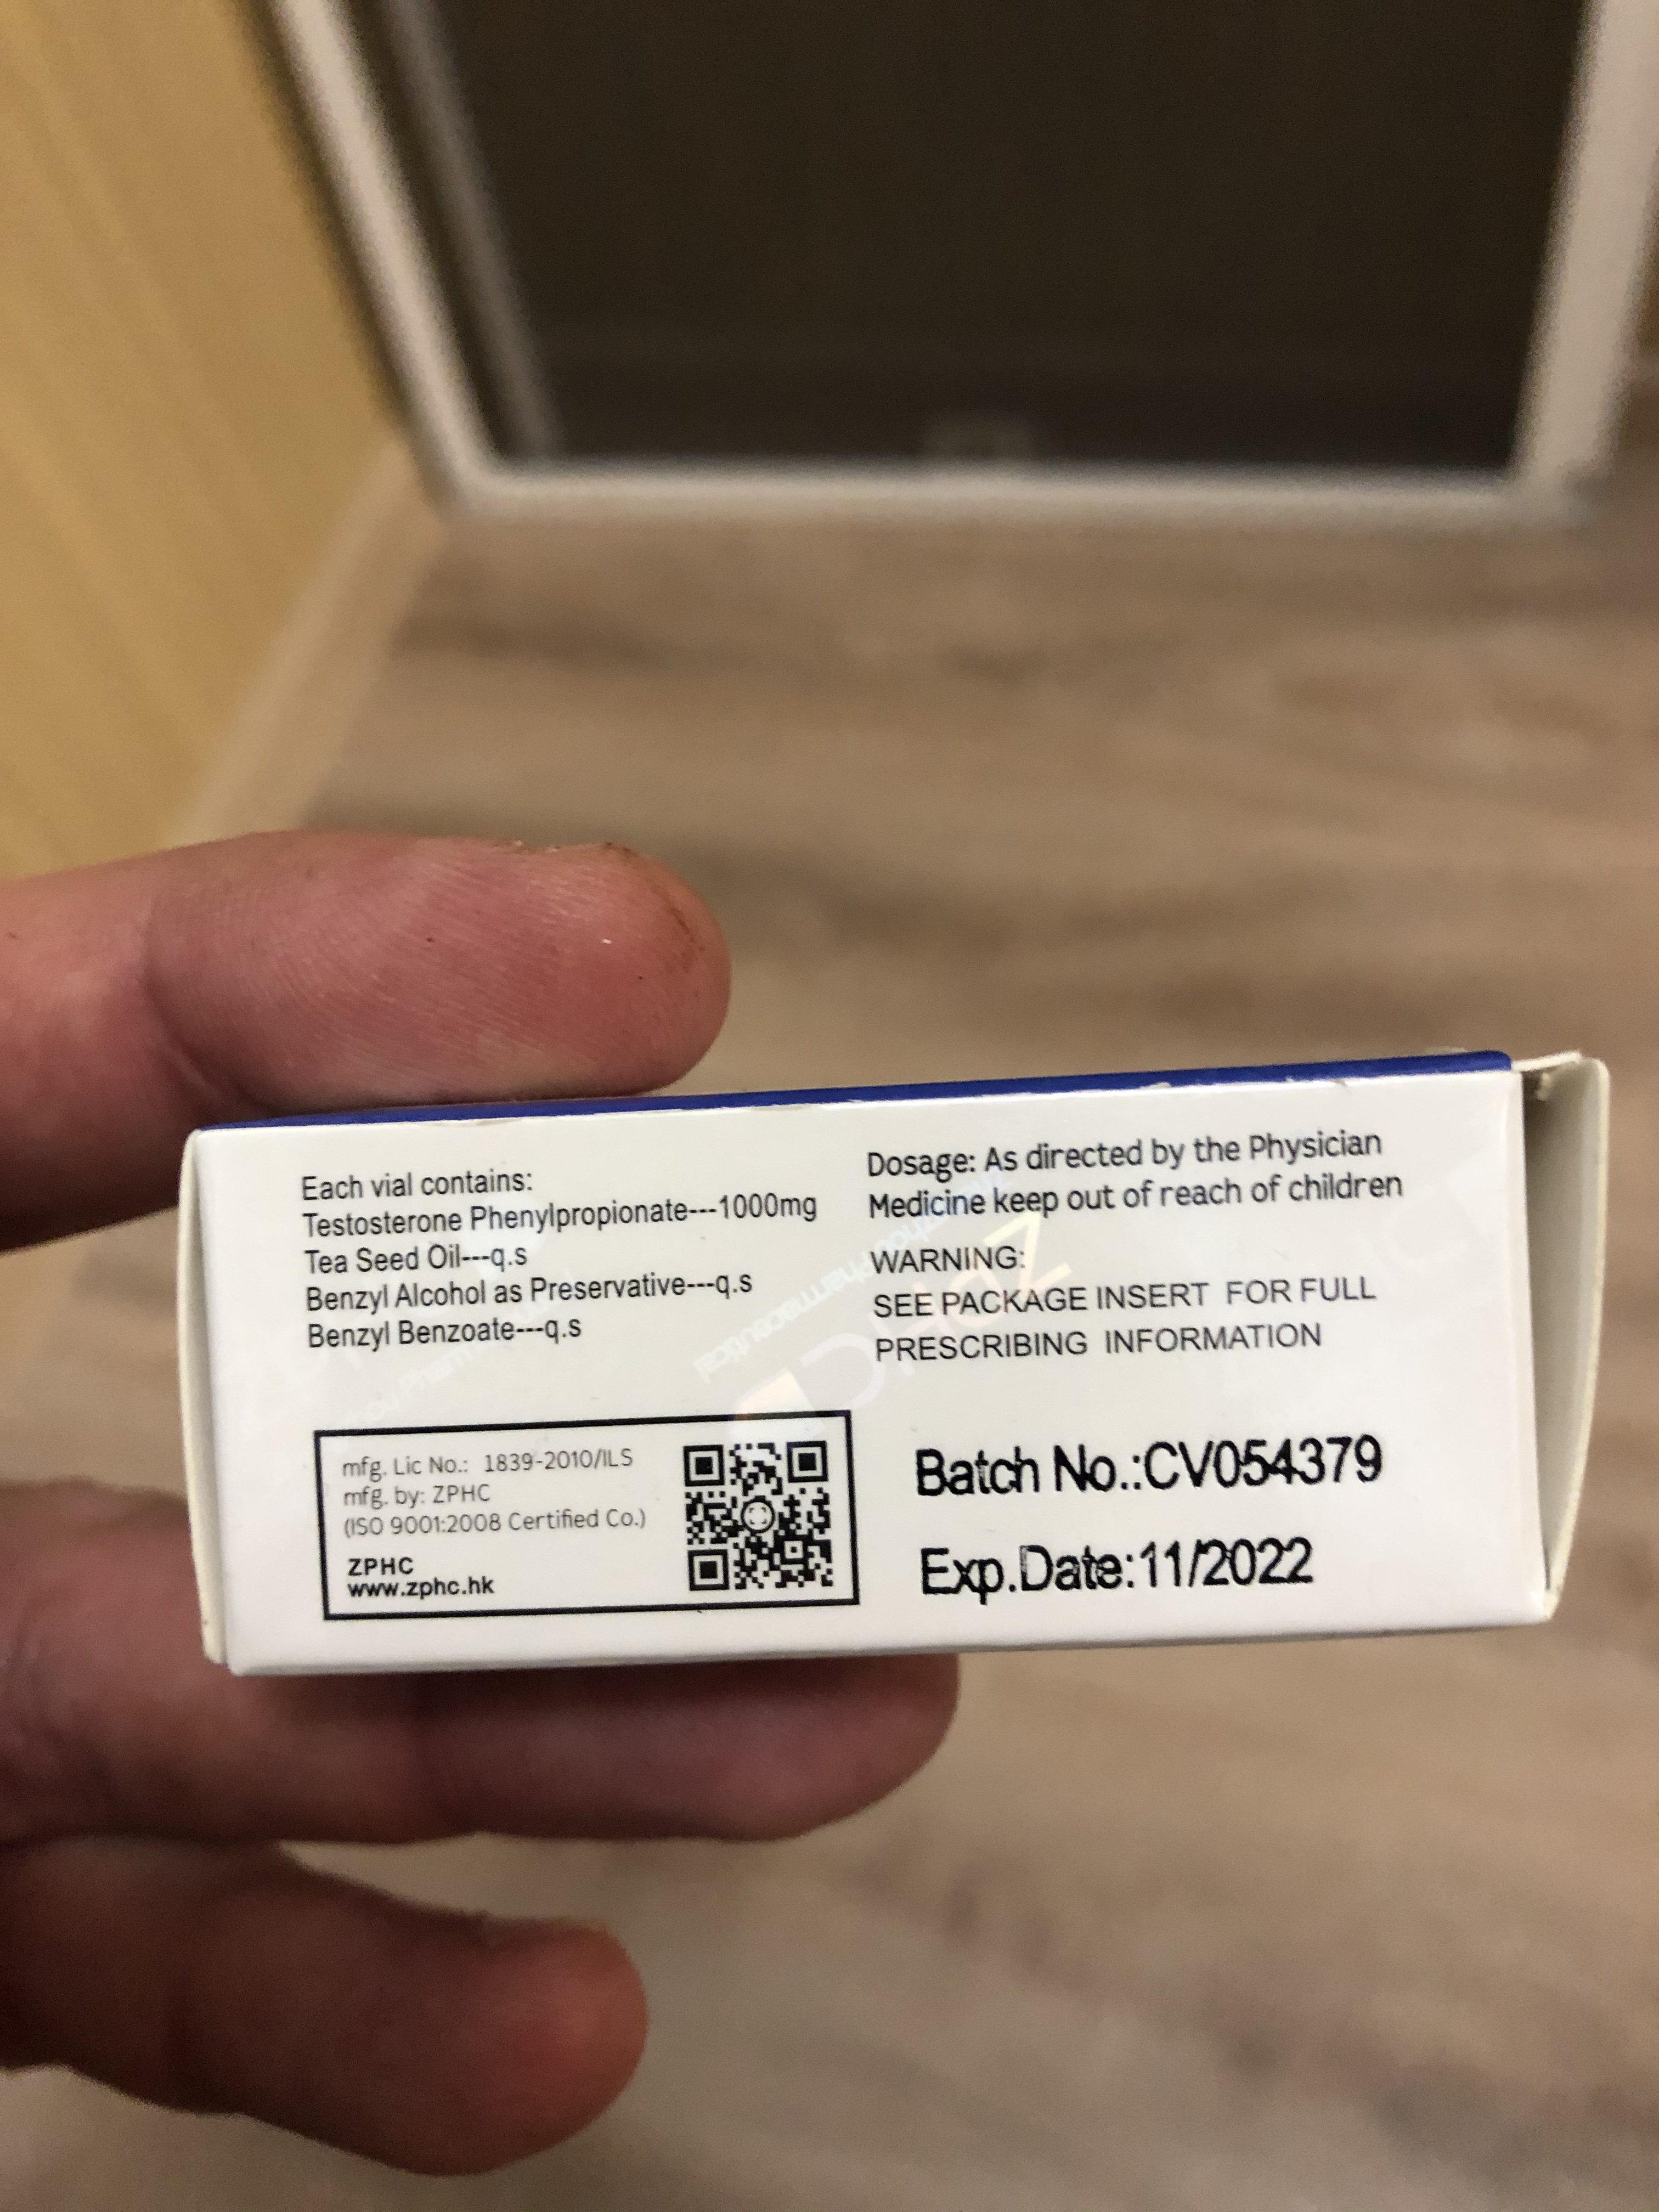 Each vial contains:
Testosterone Phenylpropionate---1000mg
Tea Seed Oil---q.s
Benzyl Alcohol as Preservative---q.s
Benzyl Benzoate---q.s
Dosage: As directed by the Physician
Medicine keep out of reach of children
WARNING:
SEE PACKAGE INSERT FOR FULL
PRESCRIBING INFORMATION
mfg. Lic No.: 1839-2010/ILS
mfg. by: ZPHC
(ISO 9001:2008 Certified Co.)
ZPHC
www.zphc.hk
Batch No.:CV054379
Exp.Date:11/2022
ZPHC
Pharmaceutical